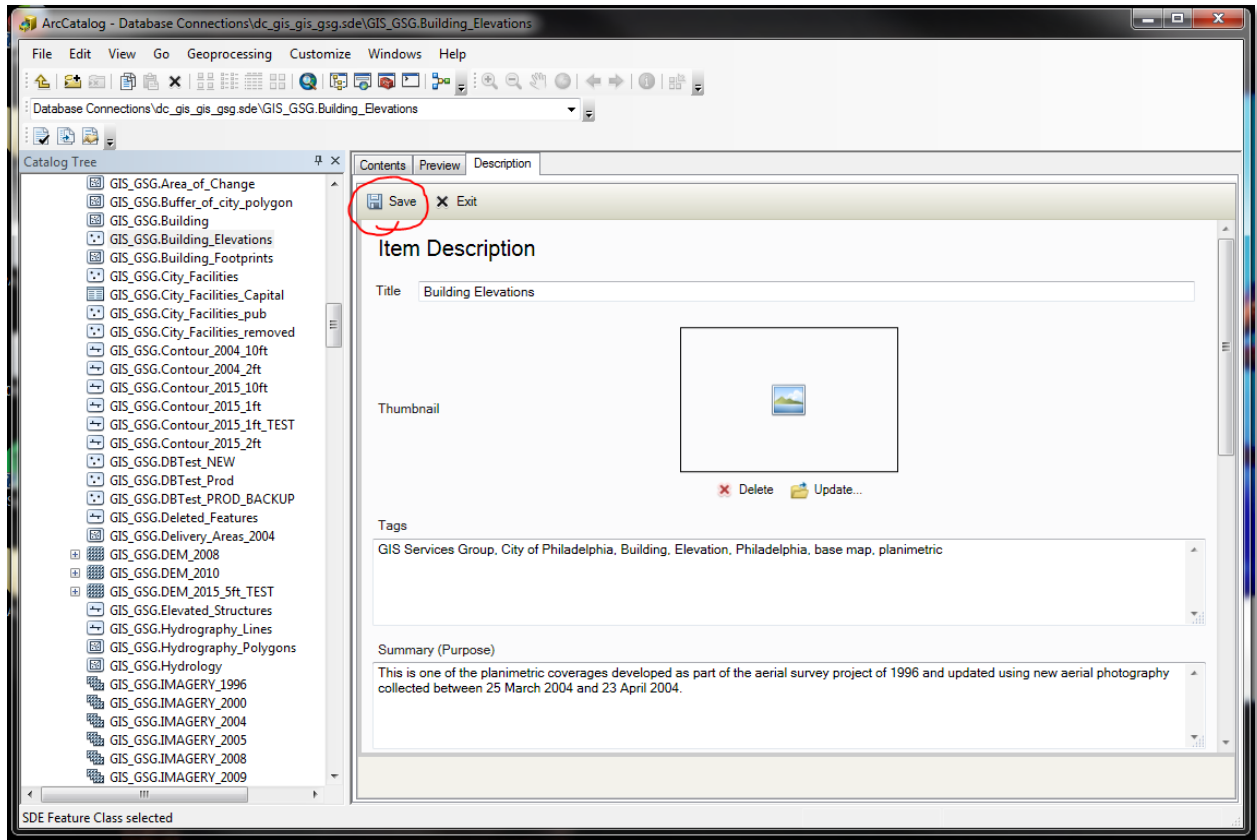 ArcCatalog - Database Connections\dc_gis_gis_gsg.sde\GIS_GSG.Building_Elevations
File Edit View Go Geoprocessing Customize Windows Help
Database Connections\dc_gis_gis_gsg.sde\GIS_GSG.Building_Elevations
Catalog Tree
GIS_GSG.Area_of_Change
GIS_GSG.Buffer_of_city_polygon
GIS_GSG.Building
GIS_GSG.Building_Elevations
GIS_GSG.Building_Footprints
GIS_GSG.City_Facilities
GIS_GSG.City_Facilities_Capital
GIS_GSG.City_Facilities_pub
GIS_GSG.City_Facilities_removed
GIS_GSG.Contour_2004_10ft
GIS_GSG.Contour_2004_2ft
GIS_GSG.Contour_2015_10ft
GIS_GSG.Contour_2015_1ft
GIS_GSG.Contour_2015_1ft_TEST
GIS_GSG.Contour_2015_2ft
GIS_GSG.DBTest_NEW
GIS_GSG.DBTest_Prod
GIS_GSG.DBTest_PROD_BACKUP
GIS_GSG.Deleted_Features
GIS_GSG.Delivery_Areas_2004
GIS_GSG.DEM_2008
GIS_GSG.DEM_2010
GIS_GSG.DEM_2015_5ft_TEST
GIS_GSG.Elevated_Structures
GIS_GSG.Hydrography_Lines
GIS_GSG.Hydrography_Polygons
GIS_GSG.Hydrology
GIS_GSG.IMAGERY_1996
GIS_GSG.IMAGERY_2000
GIS_GSG.IMAGERY_2004
GIS_GSG.IMAGERY_2005
GIS_GSG.IMAGERY_2008
GIS_GSG.IMAGERY_2009
Contents Preview Description
Save Exit
Item Description
Title Building Elevations
Thumbnail
Delete Update...
Tags
GIS Services Group, City of Philadelphia, Building, Elevation, Philadelphia, base map, planimetric
Summary (Purpose)
This is one of the planimetric coverages developed as part of the aerial survey project of 1996 and updated using new aerial photography
collected between 25 March 2004 and 23 April 2004.
SDE Feature Class selected